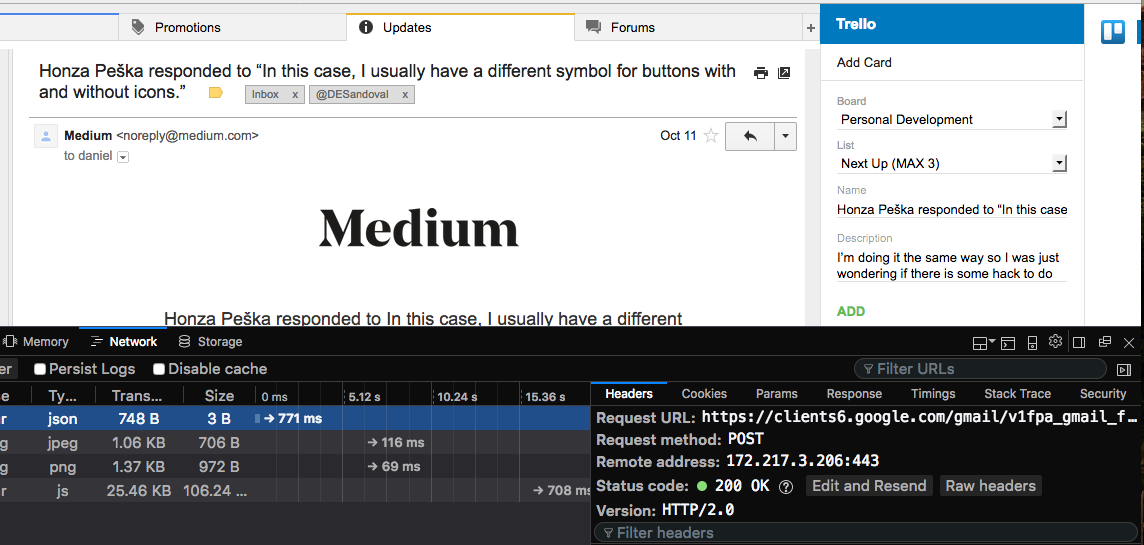 Promotions
Updates
Forums
+
Honza Peška responded to “In this case, I usually have a different symbol for buttons with
and without icons.”
Inbox x
@DESandoval x
Medium <noreply@medium.com>
Oct 11
to daniel
Medium
Honza Peška responded to In this case, I usually have a different
Trello
Add Card
Board
Personal Development
List
Next Up (MAX 3)
Name
Honza Peška responded to “In this case
Description
I’m doing it the same way so I was just
wondering if there is some hack to do
ADD
Memory
Network
Storage
er
Persist Logs
Disable cache
Filter URLs
se Ty... Trans... Size 0 ms 5.12 s 10.24 s 15.36 s
r json 748 B 3 B → 771 ms
g jpeg 1.06 KB 706 B → 116 ms
g png 1.37 KB 972 B → 69 ms
r js 25.46 KB 106.24 ... → 708 ms
Headers Cookies Params Response Timings Stack Trace Security
Request URL: https://clients6.google.com/gmail/v1fpa_gmail_f...
Request method: POST
Remote address: 172.217.3.206:443
Status code: 200 OK ? Edit and Resend Raw headers
Version: HTTP/2.0
Filter headers